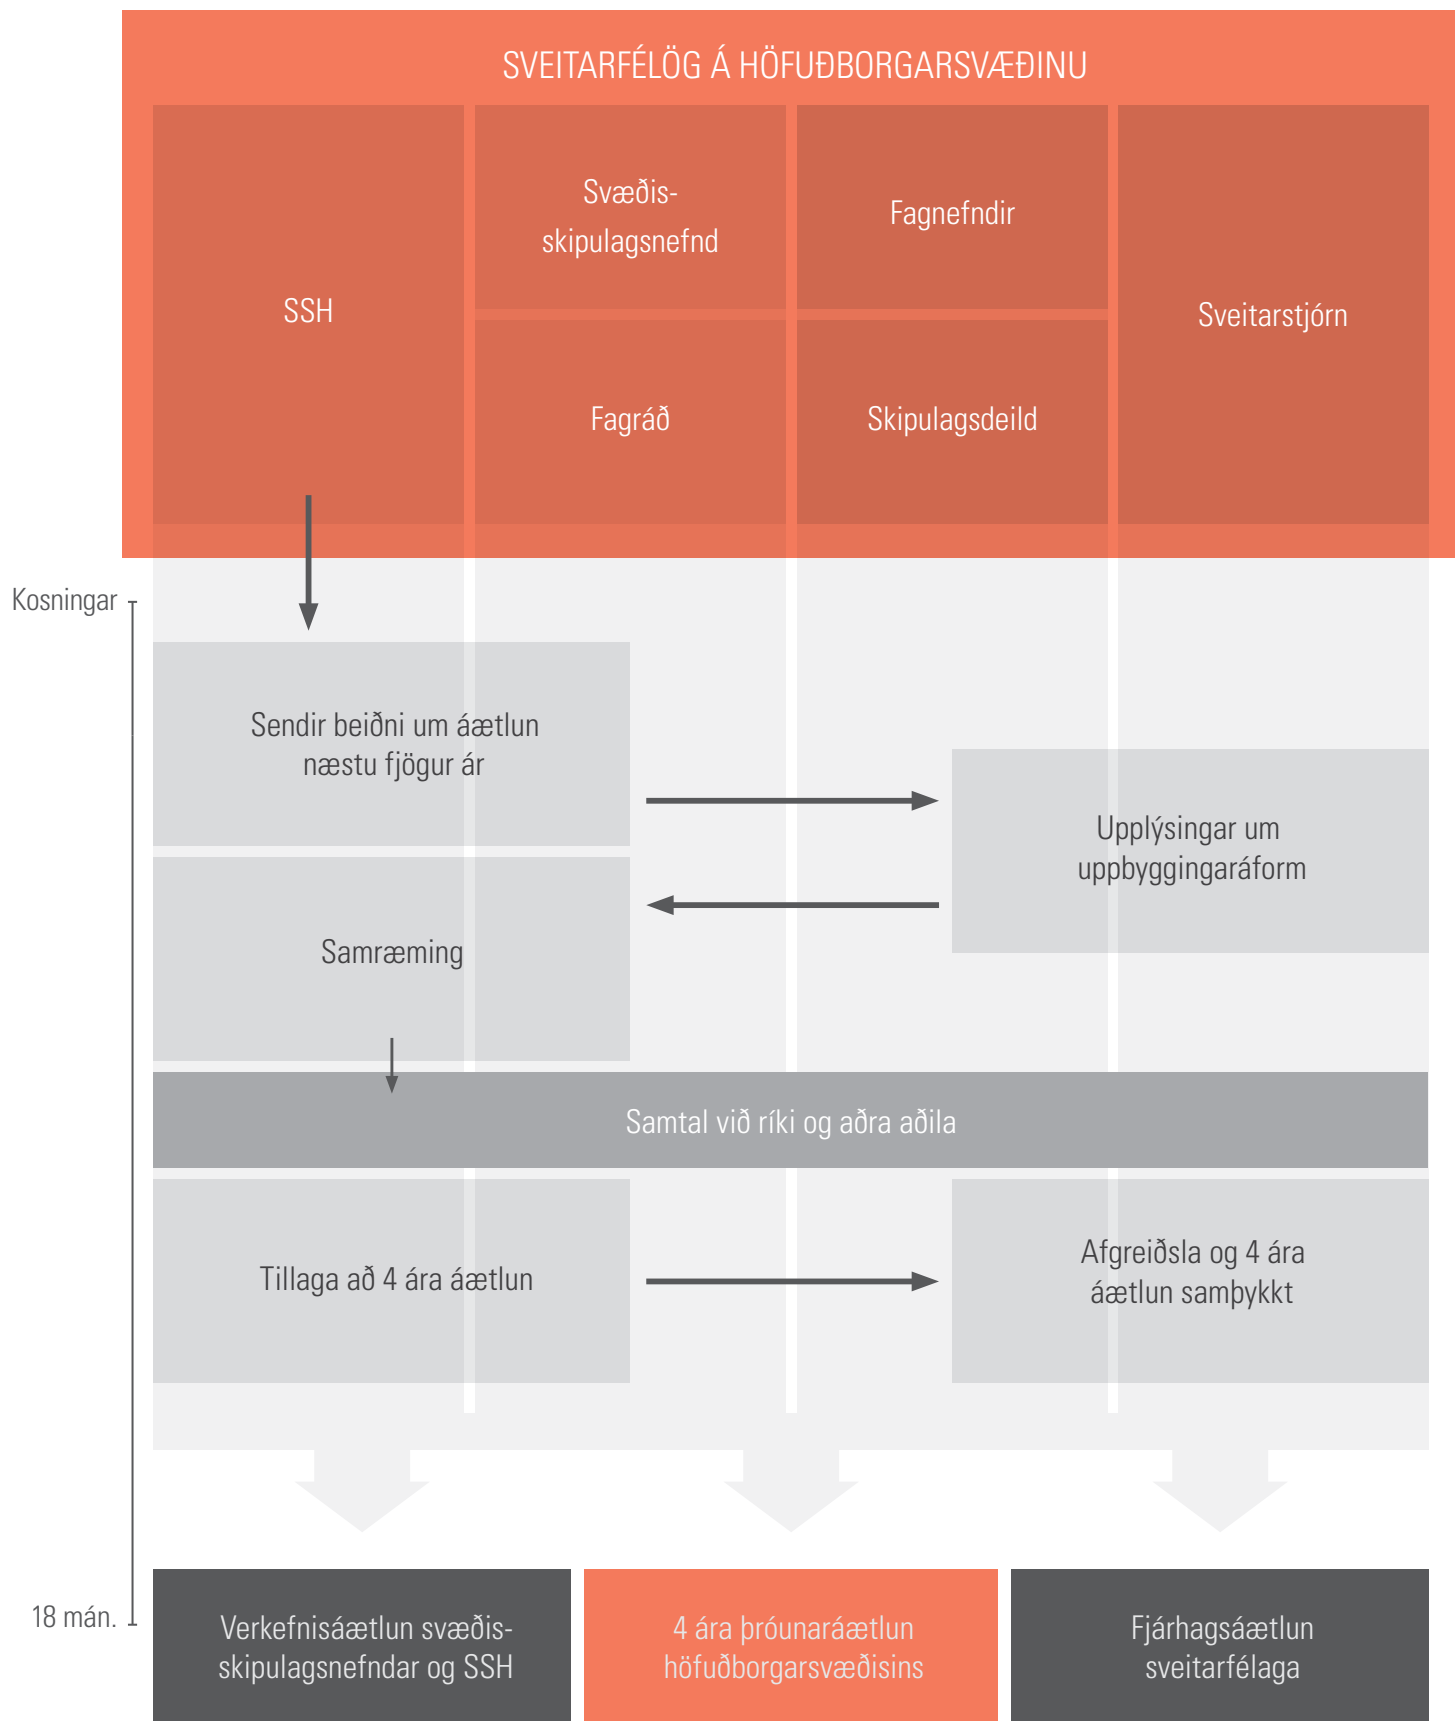 SVEITARFÉLÖG Á HÖFUÐBORGARSVÆÐINU
SSH
Svæðis-
skipulagsnefnd
Fagráð
Fagnefndir
Skipulagsdeild
Sveitarstjórn
Kosningar
Sendir beiðni um áætlun
næstu fjögur ár
Upplýsingar um
uppbyggingaráform
Samræming
Samtal við ríki og aðra aðila
Tillaga að 4 ára áætlun
Afgreiðsla og 4 ára
áætlun samþykkt
18 mán.
Verkefnisáætlun svæðis-
skipulagsnefndar og SSH
4 ára þróunaráætlun
höfuðborgarsvæðisins
Fjárhagsáætlun
sveitarfélaga